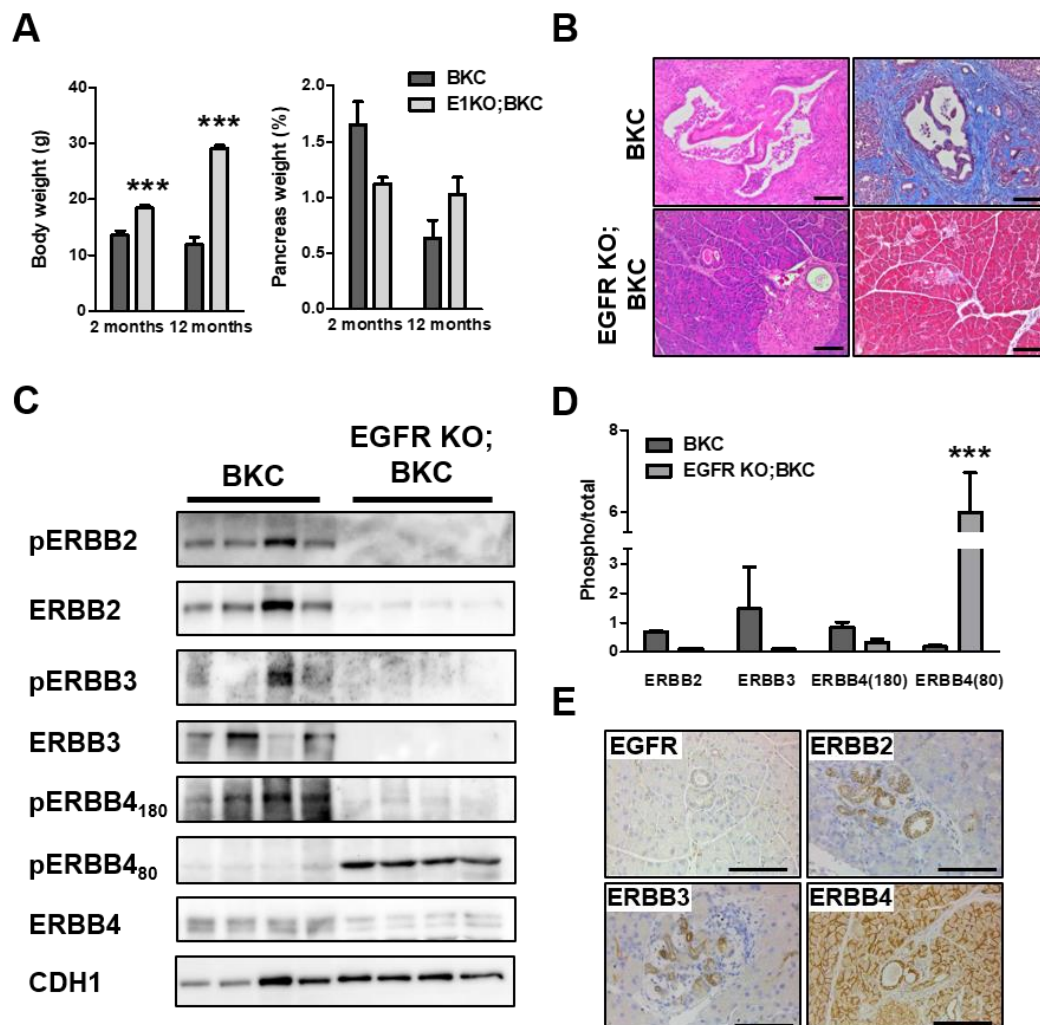 A
Body weight (g)
40
30
20
10
0
***
***
2 months
12 months
Pancreas weight (%)
2.0
1.5
1.0
0.5
0.0
2 months
12 months
BKC
E1KO;BKC
B
BKC
EGFR KO;
BKC
C
BKC
EGFR KO;
BKC
pERBB2
ERBB2
pERBB3
ERBB3
pERBB4180
pERBB480
ERBB4
CDH1
D
BKC
EGFR KO;BKC
***
Phospho/total
8
6
3
2
1
0
ERBB2
ERBB3
ERBB4(180)
ERBB4(80)
E
EGFR
ERBB2
ERBB3
ERBB4